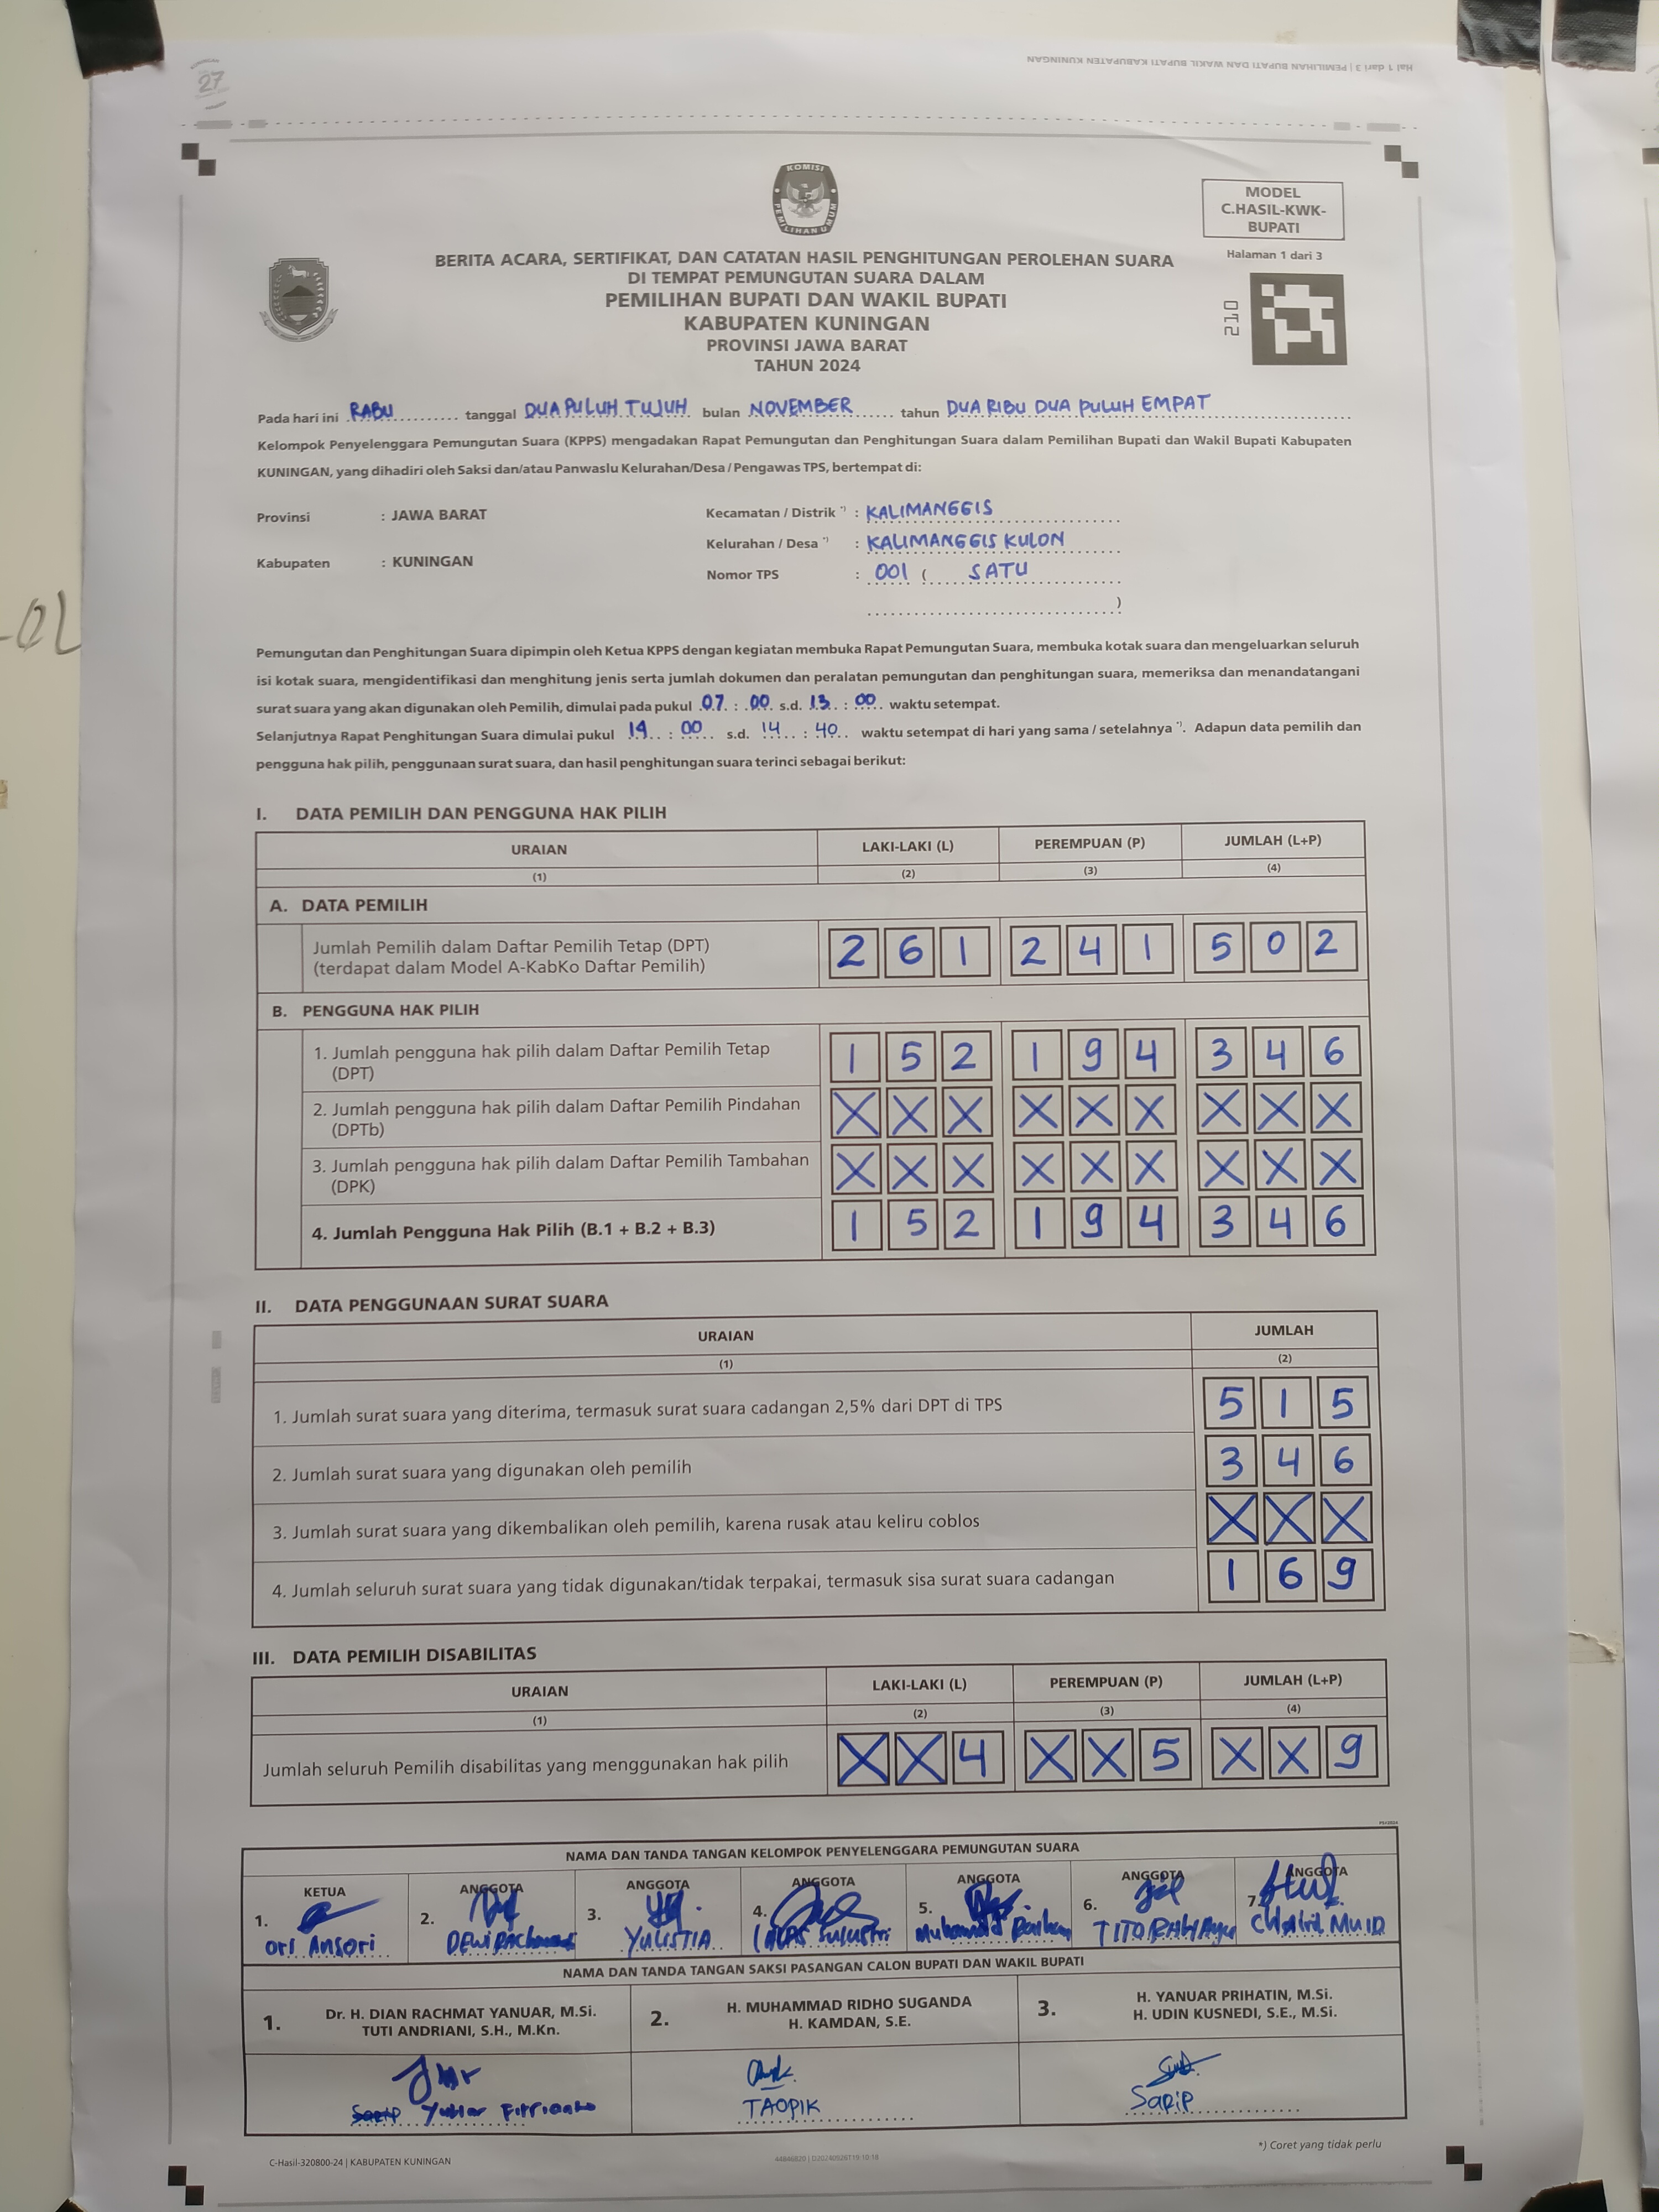 Hal 1 dari 3 | PEMILIHAN BUPATI DAN WAKIL BUPATI KABUPATEN KUNINGAN
27
KOMISI
PEMILIHAN UMUM
MODEL
C.HASIL-KWK-
BUPATI
Halaman 1 dari 3
210
BERITA ACARA, SERTIFIKAT, DAN CATATAN HASIL PENGHITUNGAN PEROLEHAN SUARA
DI TEMPAT PEMUNGUTAN SUARA DALAM
PEMILIHAN BUPATI DAN WAKIL BUPATI
KABUPATEN KUNINGAN
PROVINSI JAWA BARAT
TAHUN 2024
Pada hari ini RABU tanggal DUA PULUH TUJUH bulan NOVEMBER tahun DUA RIBU DUA PULUH EMPAT
Kelompok Penyelenggara Pemungutan Suara (KPPS) mengadakan Rapat Pemungutan dan Penghitungan Suara dalam Pemilihan Bupati dan Wakil Bupati Kabupaten
KUNINGAN, yang dihadiri oleh Saksi dan/atau Panwaslu Kelurahan/Desa / Pengawas TPS, bertempat di:
Provinsi : JAWA BARAT
Kabupaten : KUNINGAN
Kecamatan / Distrik *) : KALIMANGGIS
Kelurahan / Desa *) : KALIMANGGIS KULON
Nomor TPS : 001 ( SATU
)
-02
Pemungutan dan Penghitungan Suara dipimpin oleh Ketua KPPS dengan kegiatan membuka Rapat Pemungutan Suara, membuka kotak suara dan mengeluarkan seluruh
isi kotak suara, mengidentifikasi dan menghitung jenis serta jumlah dokumen dan peralatan pemungutan dan penghitungan suara, memeriksa dan menandatangani
surat suara yang akan digunakan oleh Pemilih, dimulai pada pukul 07 : 00 s.d. 13 : 00 waktu setempat.
Selanjutnya Rapat Penghitungan Suara dimulai pukul 14 : 00 s.d. 14 : 40 waktu setempat di hari yang sama / setelahnya *). Adapun data pemilih dan
pengguna hak pilih, penggunaan surat suara, dan hasil penghitungan suara terinci sebagai berikut:
I. DATA PEMILIH DAN PENGGUNA HAK PILIH
URAIAN LAKI-LAKI (L) PEREMPUAN (P) JUMLAH (L+P)
(1) (2) (3) (4)
A. DATA PEMILIH
Jumlah Pemilih dalam Daftar Pemilih Tetap (DPT)
(terdapat dalam Model A-KabKo Daftar Pemilih) 2 6 1 2 4 1 5 0 2
B. PENGGUNA HAK PILIH
1. Jumlah pengguna hak pilih dalam Daftar Pemilih Tetap
(DPT) 1 5 2 1 9 4 3 4 6
2. Jumlah pengguna hak pilih dalam Daftar Pemilih Pindahan
(DPTb) X X X X X X X X X
3. Jumlah pengguna hak pilih dalam Daftar Pemilih Tambahan
(DPK) X X X X X X X X X
4. Jumlah Pengguna Hak Pilih (B.1 + B.2 + B.3) 1 5 2 1 9 4 3 4 6
II. DATA PENGGUNAAN SURAT SUARA
URAIAN JUMLAH
(1) (2)
1. Jumlah surat suara yang diterima, termasuk surat suara cadangan 2,5% dari DPT di TPS 5 1 5
2. Jumlah surat suara yang digunakan oleh pemilih 3 4 6
3. Jumlah surat suara yang dikembalikan oleh pemilih, karena rusak atau keliru coblos X X X
4. Jumlah seluruh surat suara yang tidak digunakan/tidak terpakai, termasuk sisa surat suara cadangan 1 6 9
III. DATA PEMILIH DISABILITAS
URAIAN LAKI-LAKI (L) PEREMPUAN (P) JUMLAH (L+P)
(1) (2) (3) (4)
Jumlah seluruh Pemilih disabilitas yang menggunakan hak pilih X X 4 X X 5 X X 9
NAMA DAN TANDA TANGAN KELOMPOK PENYELENGGARA PEMUNGUTAN SUARA
KETUA ANGGOTA ANGGOTA ANGGOTA ANGGOTA ANGGOTA ANGGOTA
1. 2. 3. 4. 5. 6. 7.
Ori Ansori DEWI YULISTIA Muhammad TITO CHAIRIL MUID
NAMA DAN TANDA TANGAN SAKSI PASANGAN CALON BUPATI DAN WAKIL BUPATI
1. Dr. H. DIAN RACHMAT YANUAR, M.Si.
TUTI ANDRIANI, S.H., M.Kn.
2. H. MUHAMMAD RIDHO SUGANDA
H. KAMDAN, S.E.
3. H. YANUAR PRIHATIN, M.Si.
H. UDIN KUSNEDI, S.E., M.Si.
TAOPIK
Sapip
*) Coret yang tidak perlu
C-Hasil-320800-24 | KABUPATEN KUNINGAN